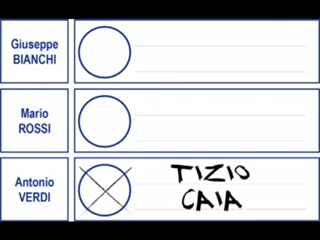 Giuseppe
BIANCHI
Mario
ROSSI
Antonio
VERDI
TIZIO
CAIA